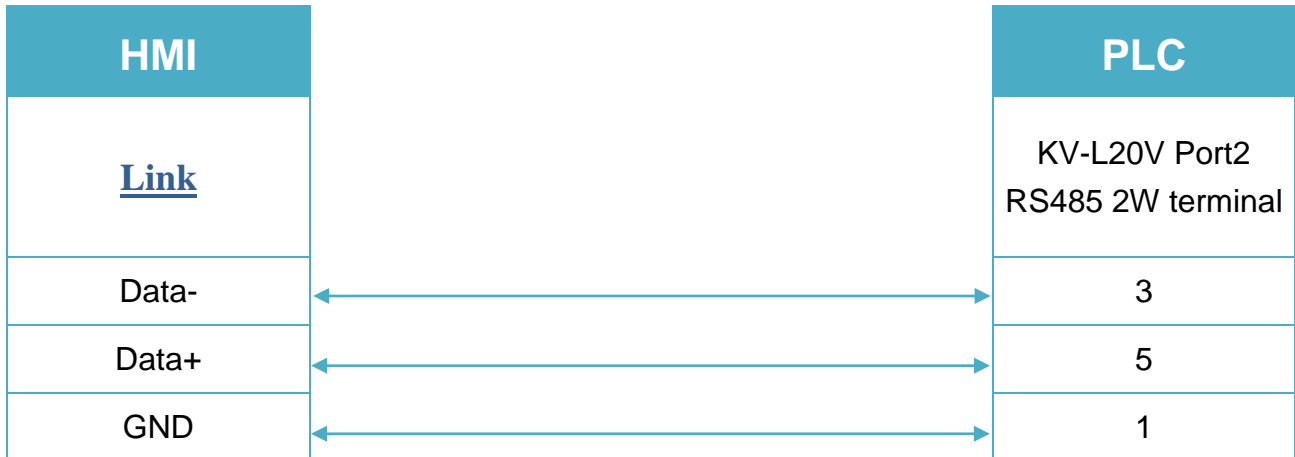 HMI
PLC
Link
KV-L20V Port2
RS485 2W terminal
Data-
3
Data+
5
GND
1